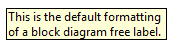 This is the default formatting
of a block diagram free label.